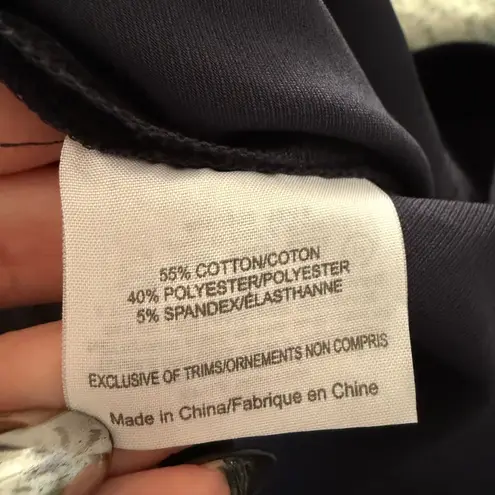 55% COTTON/COTON
40% POLYESTER/POLYESTER
5% SPANDEX/ÉLASTHANNE
EXCLUSIVE OF TRIMS/ORNEMENTS NON COMPRIS
Made in China/Fabrique en Chine